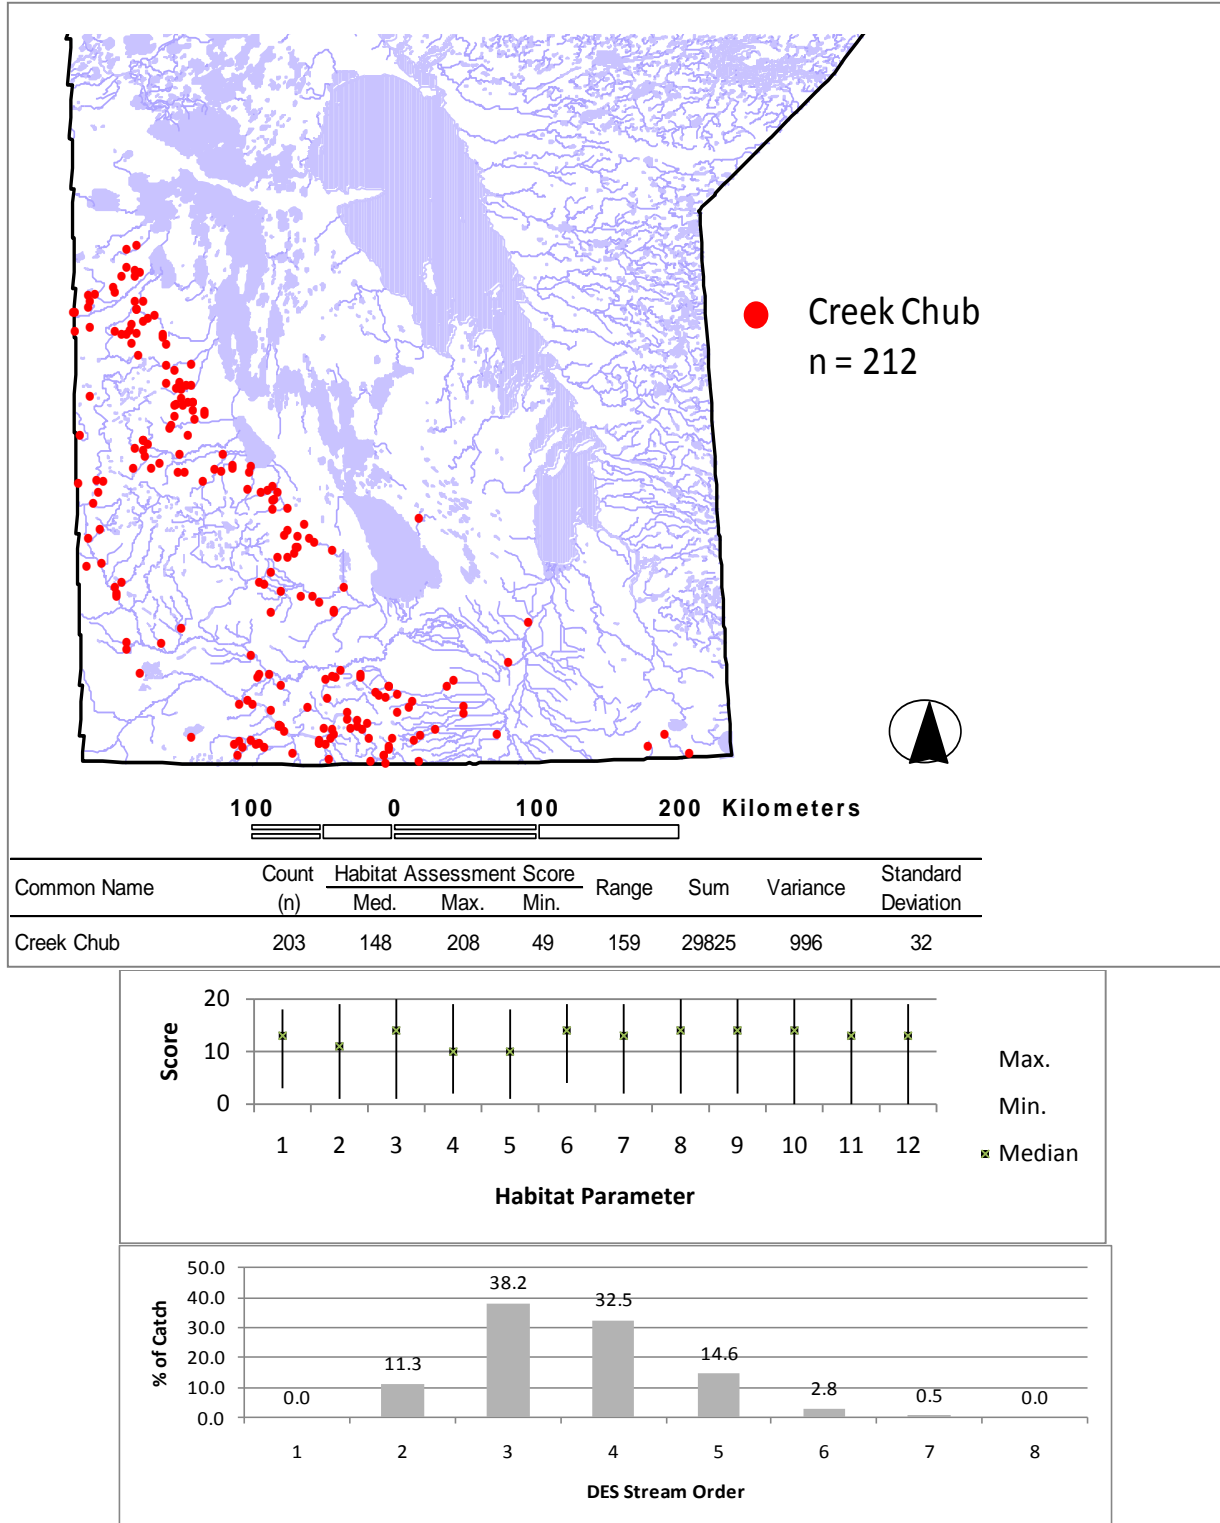 Creek Chub
n = 212
100 0 100 200 Kilometers
Common Name Count (n) Habitat Assessment Score Med. Max. Min. Range Sum Variance Standard Deviation
Creek Chub 203 148 208 49 159 29825 996 32
Score
20
10
0
1 2 3 4 5 6 7 8 9 10 11 12
Habitat Parameter
Max.
Min.
Median
% of Catch
50.0
40.0
30.0
20.0
10.0
0.0
0.0 11.3 38.2 32.5 14.6 2.8 0.5 0.0
1 2 3 4 5 6 7 8
DES Stream Order